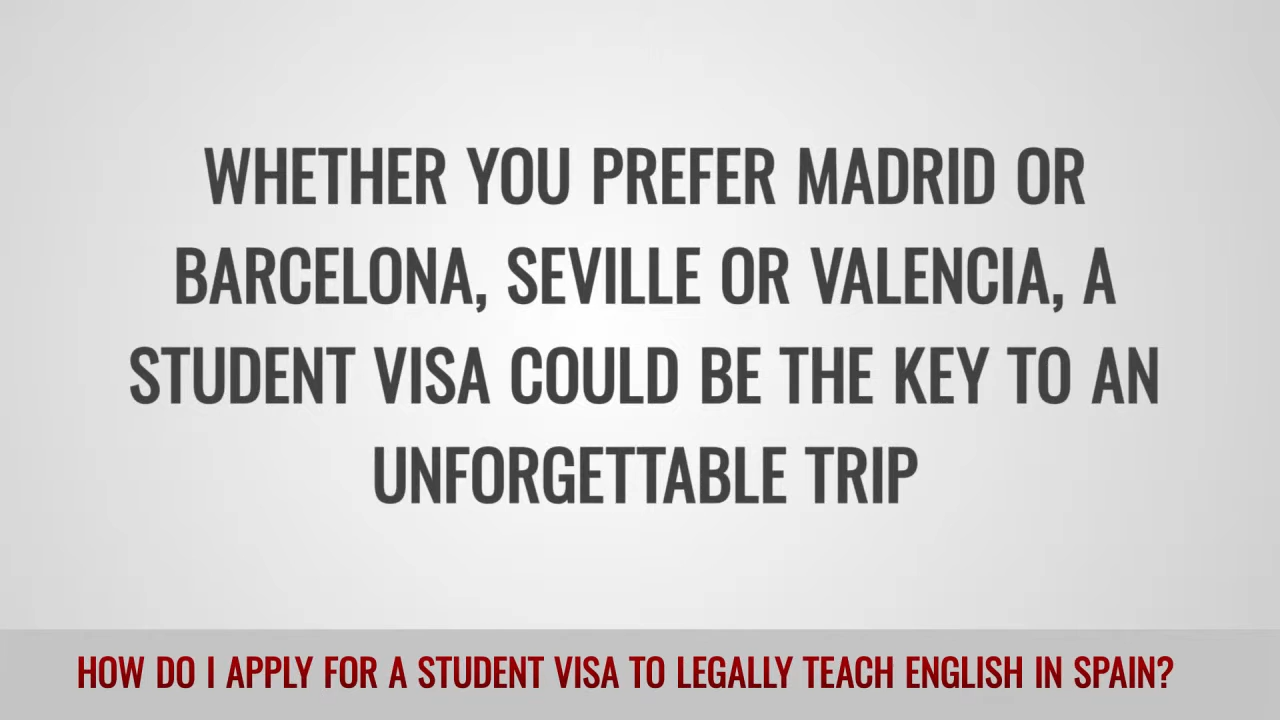 WHETHER YOU PREFER MADRID OR
BARCELONA, SEVILLE OR VALENCIA, A
STUDENT VISA COULD BE THE KEY TO AN
UNFORGETTABLE TRIP
HOW DO I APPLY FOR A STUDENT VISA TO LEGALLY TEACH ENGLISH IN SPAIN?